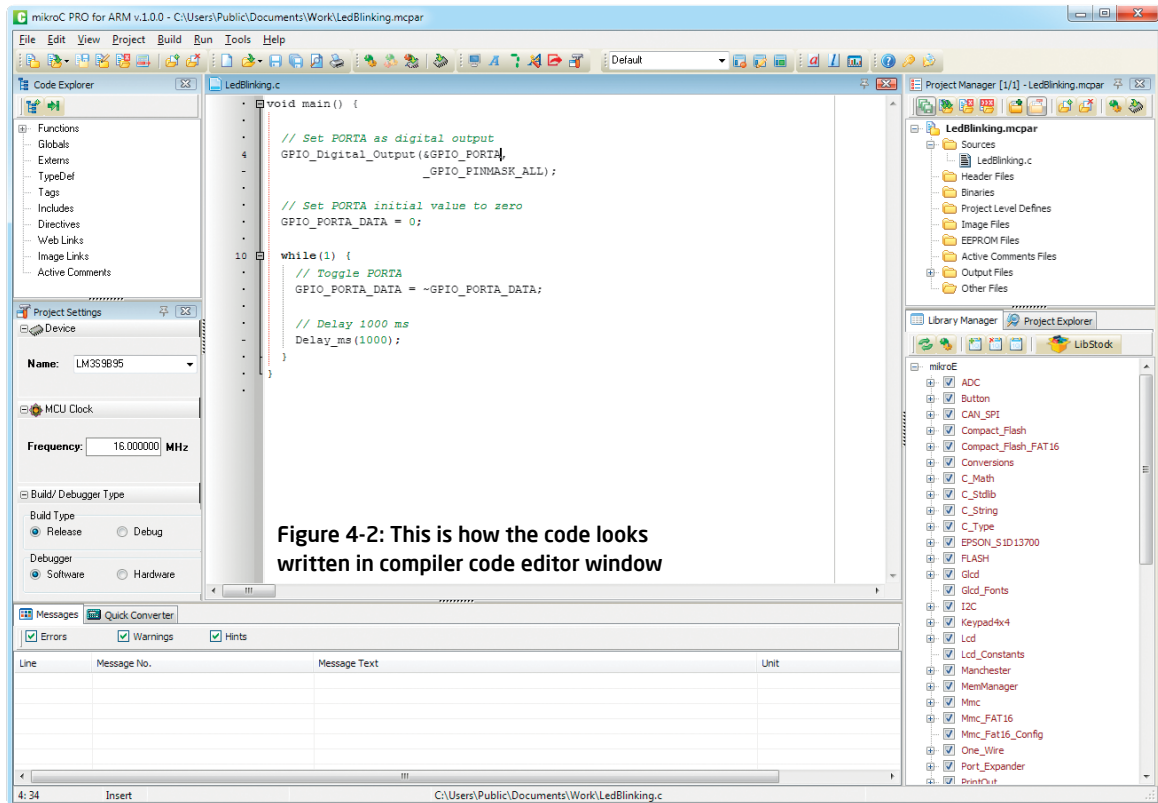 mikroC PRO for ARM v.1.0.0 - C:\Users\Public\Documents\Work\LedBlinking.mcpar
File Edit View Project Build Run Tools Help
Default
Code Explorer
Functions
Globals
Externs
TypeDef
Tags
Includes
Directives
Web Links
Image Links
Active Comments
Project Settings
Device
Name: LM3S9B95
MCU Clock
Frequency: 16.000000 MHz
Build/ Debugger Type
Build Type
Release Debug
Debugger
Software Hardware
LedBlinking.c
void main() {
// Set PORTA as digital output
4 GPIO_Digital_Output(&GPIO_PORTA,
_GPIO_PINMASK_ALL);
// Set PORTA initial value to zero
GPIO_PORTA_DATA = 0;
10 while(1) {
// Toggle PORTA
GPIO_PORTA_DATA = ~GPIO_PORTA_DATA;
// Delay 1000 ms
Delay_ms(1000);
}
}
Figure 4-2: This is how the code looks
written in compiler code editor window
Project Manager [1/1] - LedBlinking.mcpar
LedBlinking.mcpar
Sources
LedBlinking.c
Header Files
Binaries
Project Level Defines
Image Files
EEPROM Files
Active Comments Files
Output Files
Other Files
Library Manager Project Explorer
LibStock
mikroE
ADC
Button
CAN_SPI
Compact_Flash
Compact_Flash_FAT16
Conversions
C_Math
C_Stdlib
C_String
C_Type
EPSON_S1D13700
FLASH
Glcd
Glcd_Fonts
I2C
Keypad4x4
Lcd
Lcd_Constants
Manchester
MemManager
Mmc
Mmc_FAT16
Mmc_Fat16_Config
One_Wire
Port_Expander
PrintOut
Messages Quick Converter
Errors Warnings Hints
Line Message No. Message Text Unit
4: 34 Insert C:\Users\Public\Documents\Work\LedBlinking.c